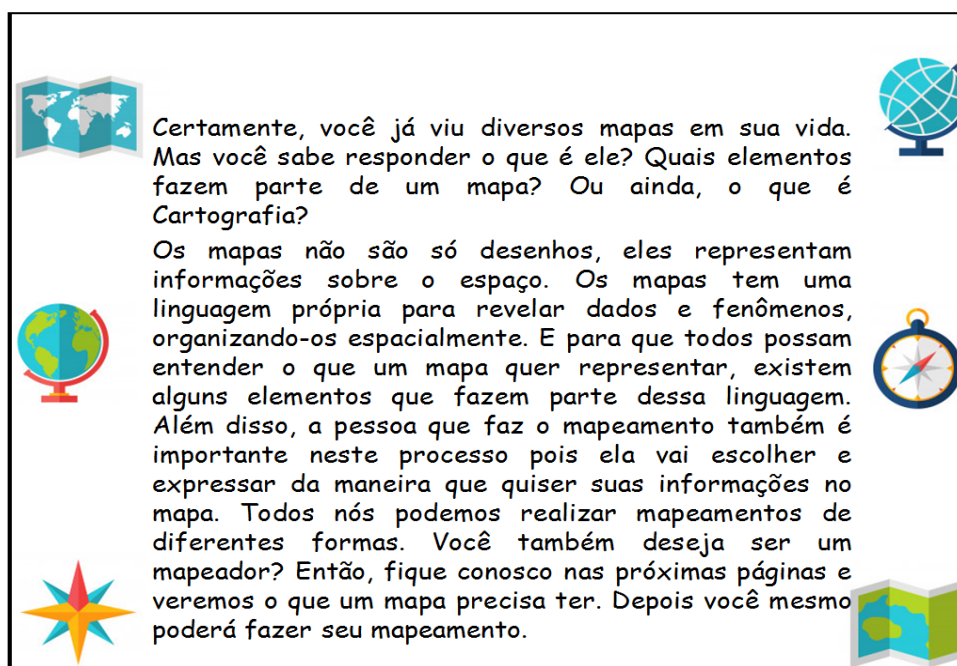 Certamente, você já viu diversos mapas em sua vida.
Mas você sabe responder o que é ele? Quais elementos
fazem parte de um mapa? Ou ainda, o que é
Cartografia?
Os mapas não são só desenhos, eles representam
informações sobre o espaço. Os mapas tem uma
linguagem própria para revelar dados e fenômenos,
organizando-os espacialmente. E para que todos possam
entender o que um mapa quer representar, existem
alguns elementos que fazem parte dessa linguagem.
Além disso, a pessoa que faz o mapeamento também é
importante neste processo pois ela vai escolher e
expressar da maneira que quiser suas informações no
mapa. Todos nós podemos realizar mapeamentos de
diferentes formas. Você também deseja ser um
mapeador? Então, fique conosco nas próximas páginas e
veremos o que um mapa precisa ter. Depois você mesmo
poderá fazer seu mapeamento.